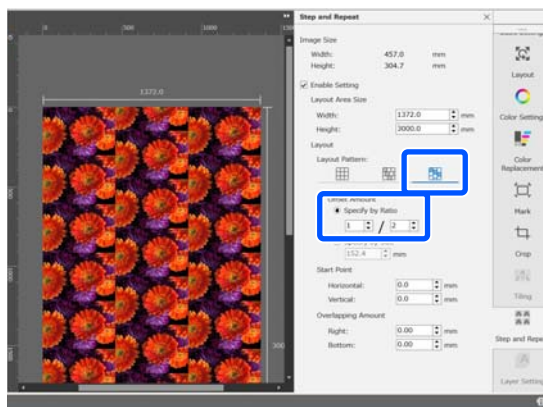 Step and Repeat
Image Size
Width: 457.0 mm
Height: 304.7 mm
Enable Setting
Layout Area Size
Width: 1372.0 mm
Height: 3000.0 mm
Layout
Layout Pattern:
Specify by Ratio
1 / 2
152.4 mm
Start Point
Horizontal: 0.0 mm
Vertical: 0.0 mm
Overlapping Amount
Right: 0.00 mm
Bottom: 0.00 mm
0 500 1000
1372.0
300
Layout
Color Setting
Color
Replacement
Mark
Crop
Tiling
Step and Repe
Layer Setting